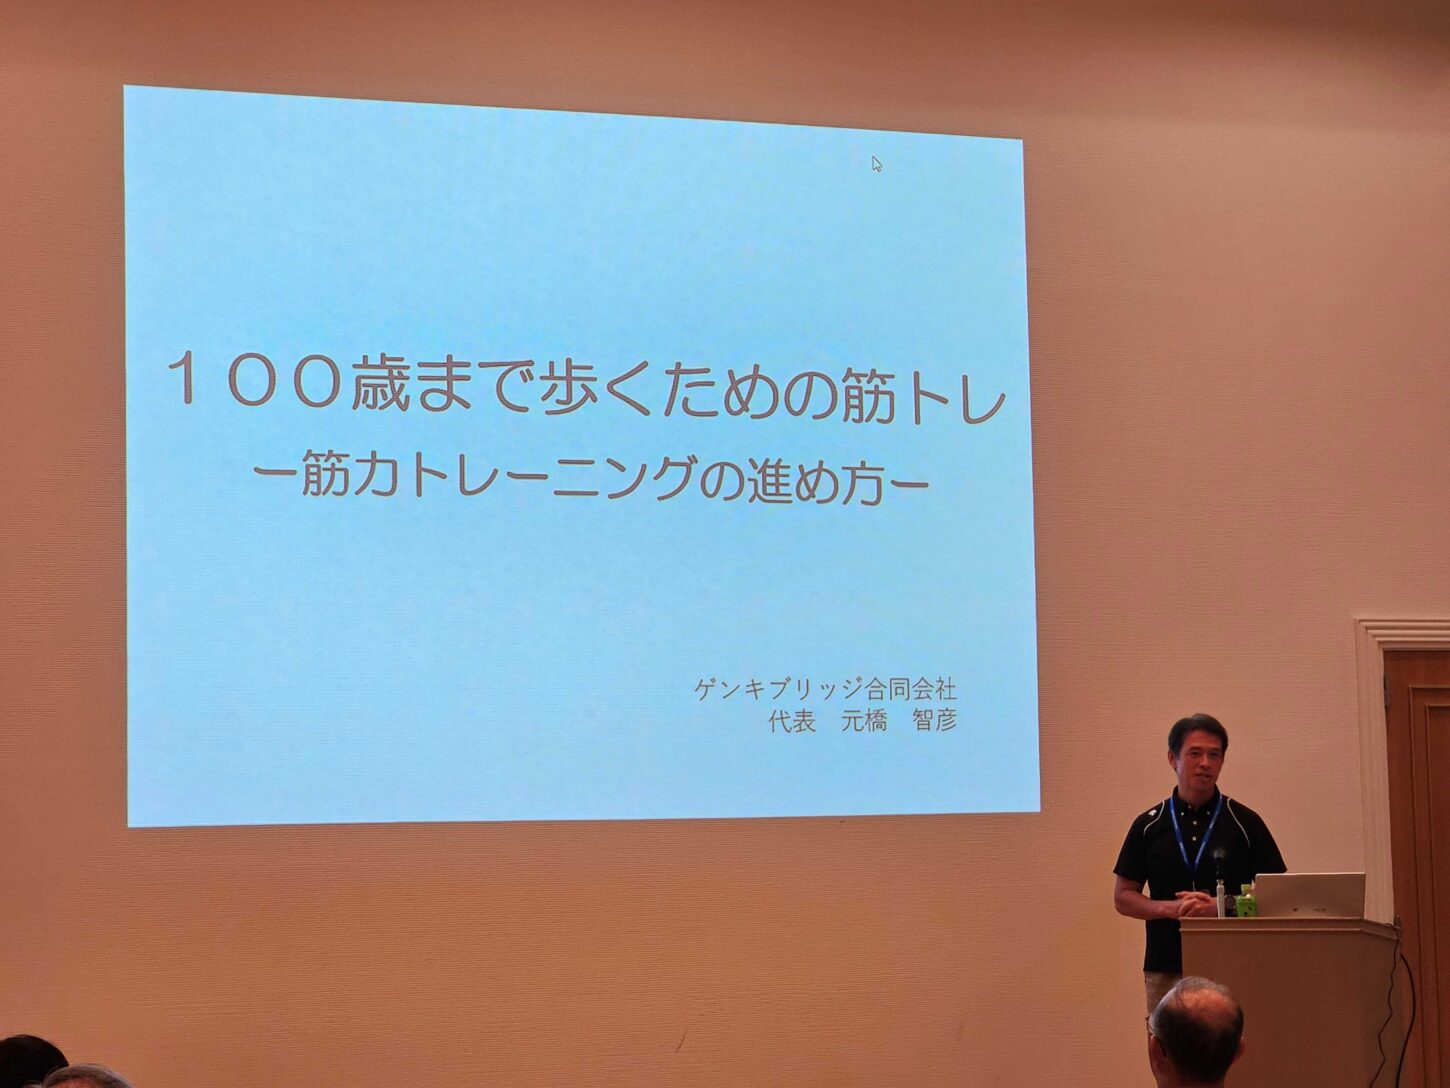 １００歳まで歩くための筋トレ
ー筋力トレーニングの進め方ー
ゲンキブリッジ合同会社
代表　元橋　智彦